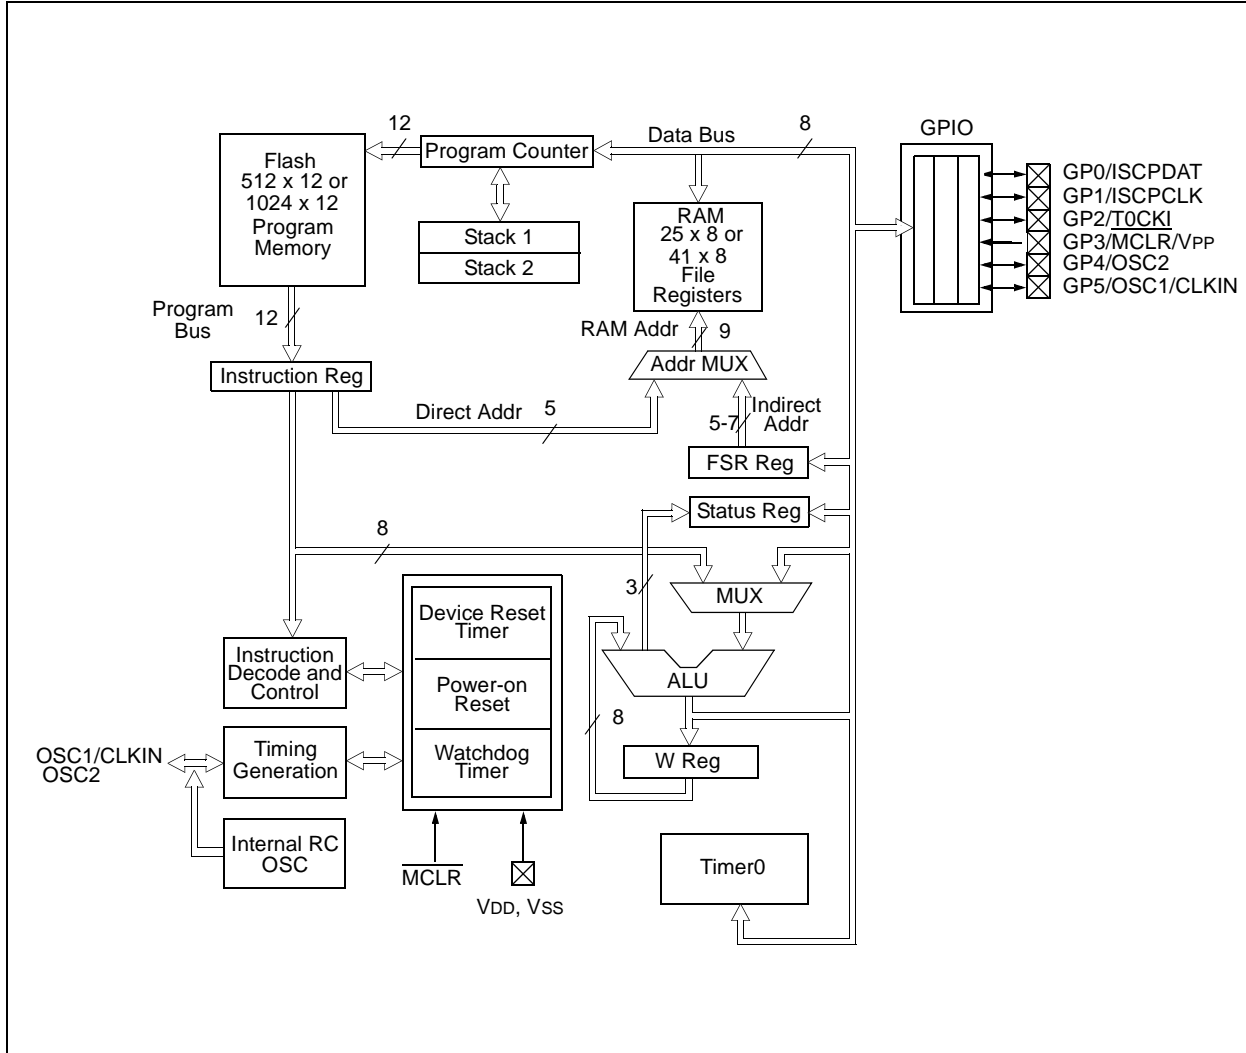 12
Data Bus
8
GPIO
Program Counter
Flash
512 x 12 or
1024 x 12
Program
Memory
GP0/ISCPDAT
GP1/ISCPCLK
GP2/T0CKI
GP3/MCLR/VPP
GP4/OSC2
GP5/OSC1/CLKIN
Stack 1
Stack 2
RAM
25 x 8 or
41 x 8
File
Registers
Program
Bus
12
RAM Addr
9
Addr MUX
Instruction Reg
Direct Addr
5
5-7
Indirect
Addr
FSR Reg
Status Reg
8
3
MUX
Device Reset
Timer
Power-on
Reset
Watchdog
Timer
Instruction
Decode and
Control
ALU
8
W Reg
OSC1/CLKIN
OSC2
Timing
Generation
Internal RC
OSC
MCLR
VDD, VSS
Timer0